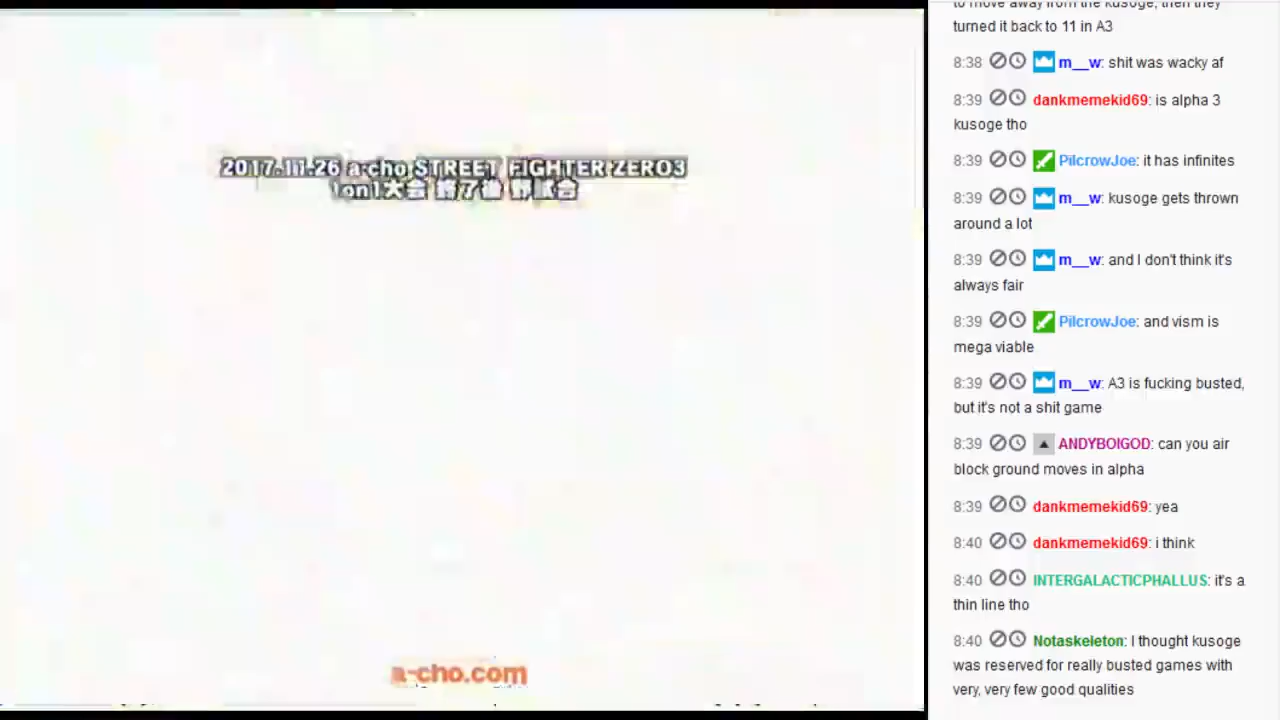 2017.11.26 a-cho STREET FIGHTER ZERO3
1on1大会 終了後 野試合
a-cho.com
to move away from the kusoge, then they
turned it back to 11 in A3
8:38 m__w: shit was wacky af
8:39 dankmemekid69: is alpha 3
kusoge tho
8:39 PilcrowJoe: it has infinites
8:39 m__w: kusoge gets thrown
around a lot
8:39 m__w: and I don't think it's
always fair
8:39 PilcrowJoe: and vism is
mega viable
8:39 m__w: A3 is fucking busted,
but it's not a shit game
8:39 ANDYBOIGOD: can you air
block ground moves in alpha
8:39 dankmemekid69: yea
8:40 dankmemekid69: i think
8:40 INTERGALACTICPHALLUS: it's a
thin line tho
8:40 Notaskeleton: I thought kusoge
was reserved for really busted games with
very, very few good qualities